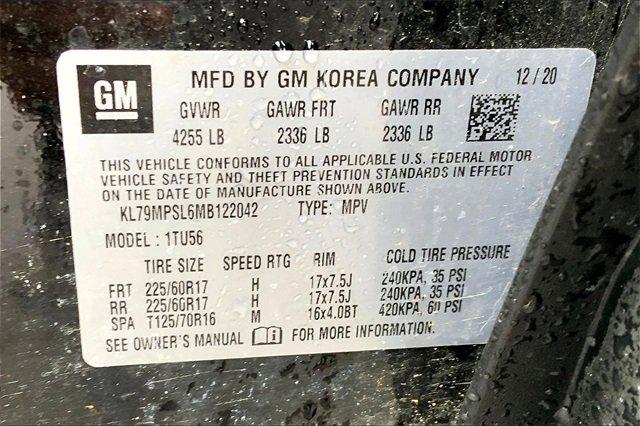 GM MFD BY GM KOREA COMPANY 12/20
GVWR GAWR FRT GAWR RR
4255 LB 2336 LB 2336 LB
THIS VEHICLE CONFORMS TO ALL APPLICABLE U.S. FEDERAL MOTOR
VEHICLE SAFETY AND THEFT PREVENTION STANDARDS IN EFFECT
ON THE DATE OF MANUFACTURE SHOWN ABOVE.
KL79MPSL6MB122042 TYPE: MPV
MODEL: 1TU56
TIRE SIZE SPEED RTG RIM COLD TIRE PRESSURE
FRT 225/60R17 H 17x7.5J 240KPA, 35 PSI
RR 225/60R17 H 17x7.5J 240KPA, 35 PSI
SPA T125/70R16 M 16x4.0BT 420KPA, 60 PSI
SEE OWNER'S MANUAL FOR MORE INFORMATION.